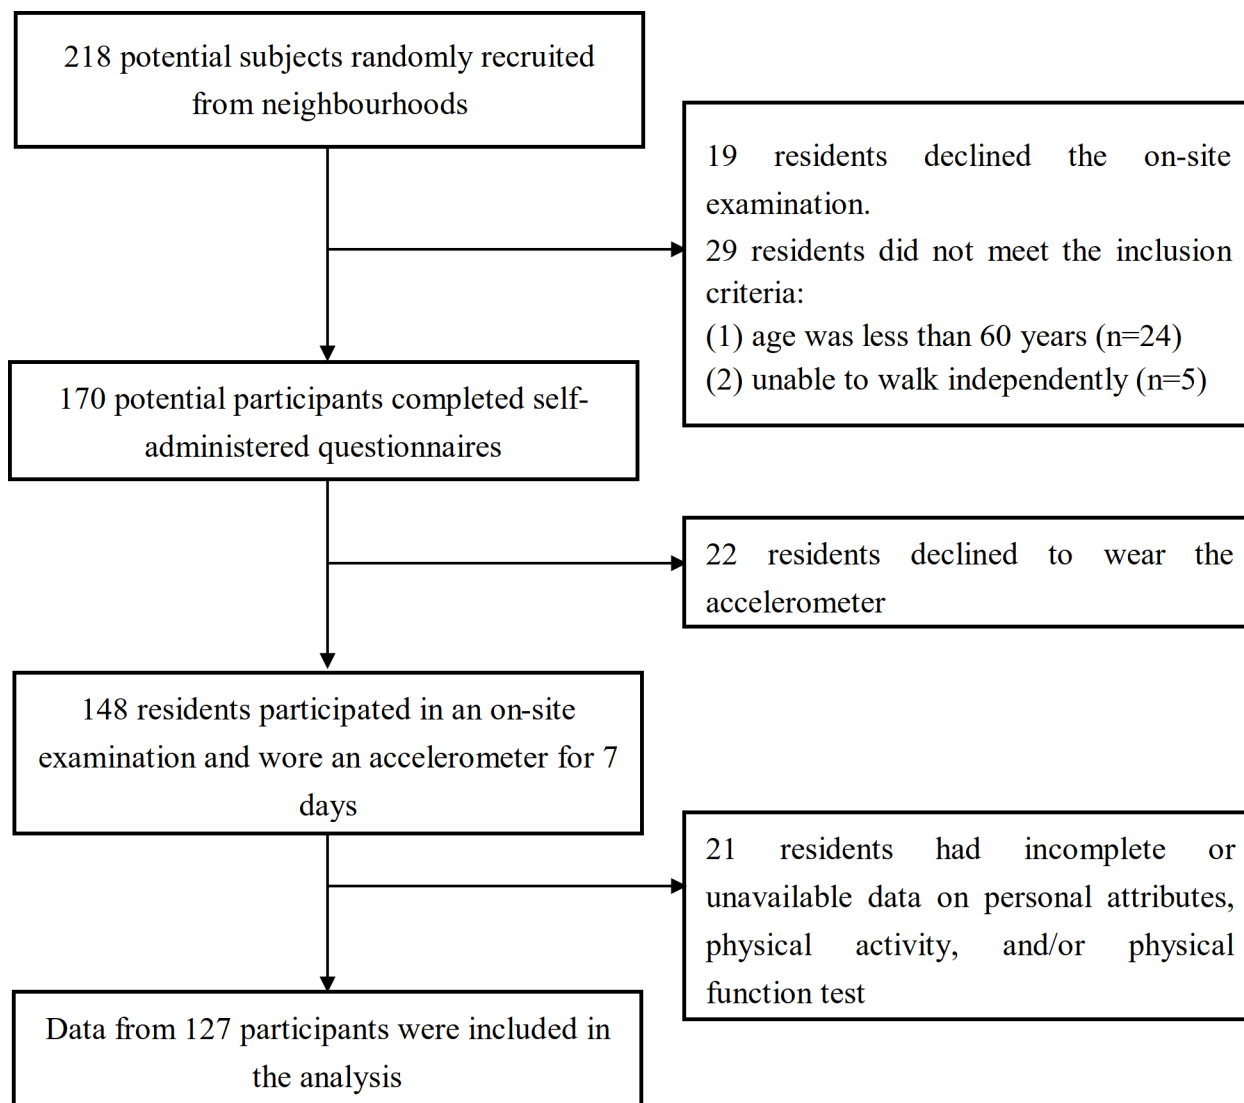 218 potential subjects randomly recruited
from neighbourhoods
19 residents declined the on-site
examination.
29 residents did not meet the inclusion
criteria:
(1) age was less than 60 years (n=24)
(2) unable to walk independently (n=5)
170 potential participants completed self-
administered questionnaires
22 residents declined to wear the
accelerometer
148 residents participated in an on-site
examination and wore an accelerometer for 7
days
21 residents had incomplete or
unavailable data on personal attributes,
physical activity, and/or physical
function test
Data from 127 participants were included in
the analysis